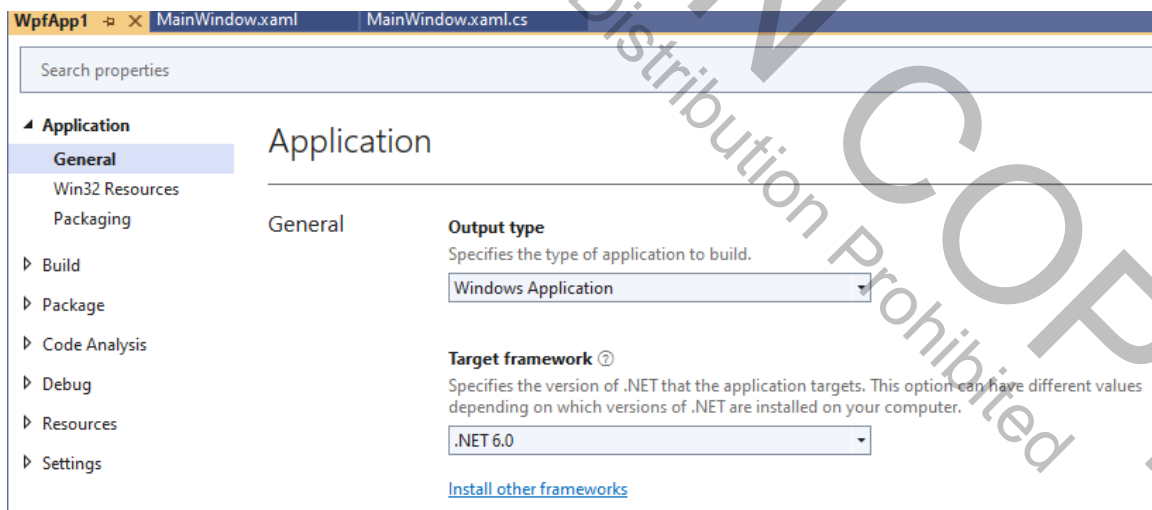 WpfApp1 MainWindow.xaml MainWindow.xaml.cs
Search properties
Application
General
Win32 Resources
Packaging
Build
Package
Code Analysis
Debug
Resources
Settings
Application
General
Output type
Specifies the type of application to build.
Windows Application
Target framework
Specifies the version of .NET that the application targets. This option can have different values
depending on which versions of .NET are installed on your computer.
.NET 6.0
Install other frameworks
N COP
Distribution Prohibited